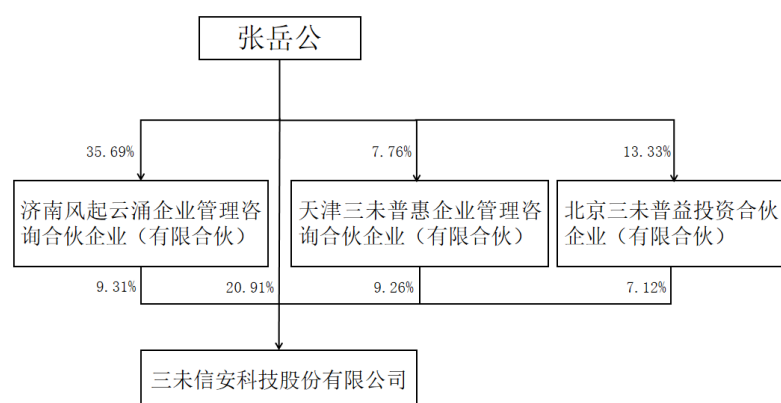 张岳公
35.69%
7.76%
13.33%
济南风起云涌企业管理咨
询合伙企业（有限合伙）
天津三未普惠企业管理咨
询合伙企业（有限合伙）
北京三未普益投资合伙
企业（有限合伙）
9.31%
20.91%
9.26%
7.12%
三未信安科技股份有限公司